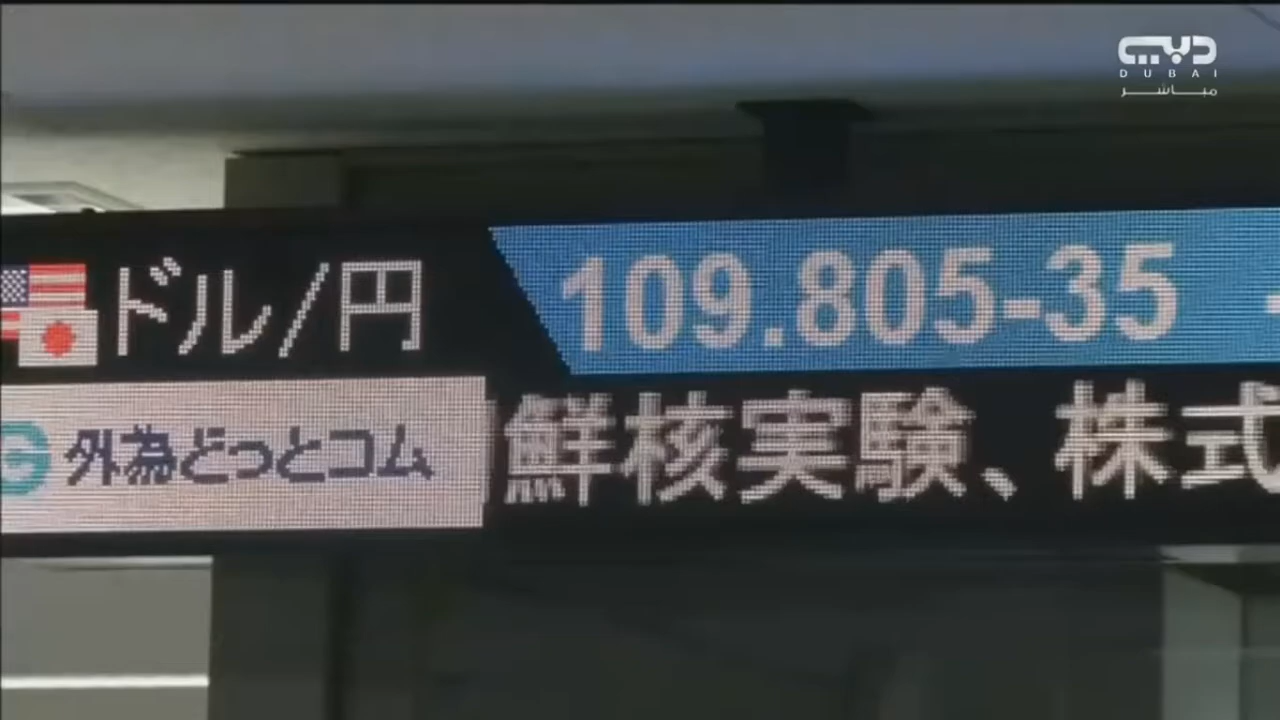 دبي
DUBAI
مباشر
ドル/円 109.805-35
外為どっとコム
鮮核実験、株式